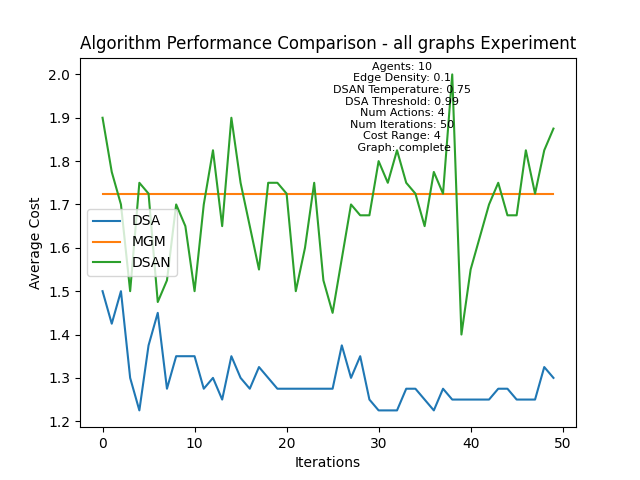 Algorithm Performance Comparison - all graphs Experiment
Agents: 10
Edge Density: 0.1
DSAN Temperature: 0.75
DSA Threshold: 0.99
Num Actions: 4
Num Iterations: 50
Cost Range: 4
Graph: complete
Average Cost
2.0
1.9
1.8
1.7
1.6
1.5
1.4
1.3
1.2
DSA
MGM
DSAN
0 10 20 30 40 50
Iterations